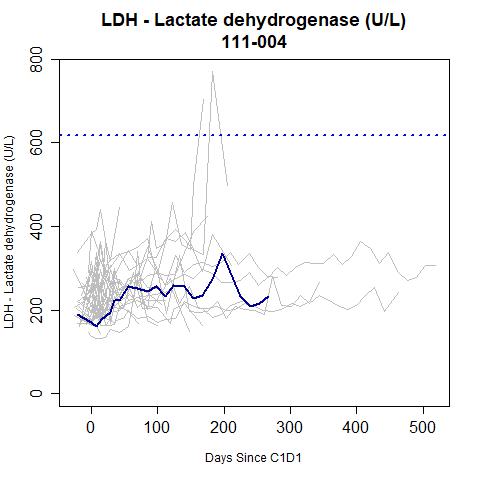 LDH - Lactate dehydrogenase (U/L)
111-004
LDH - Lactate dehydrogenase (U/L)
800
600
400
200
0
0 100 200 300 400 500
Days Since C1D1